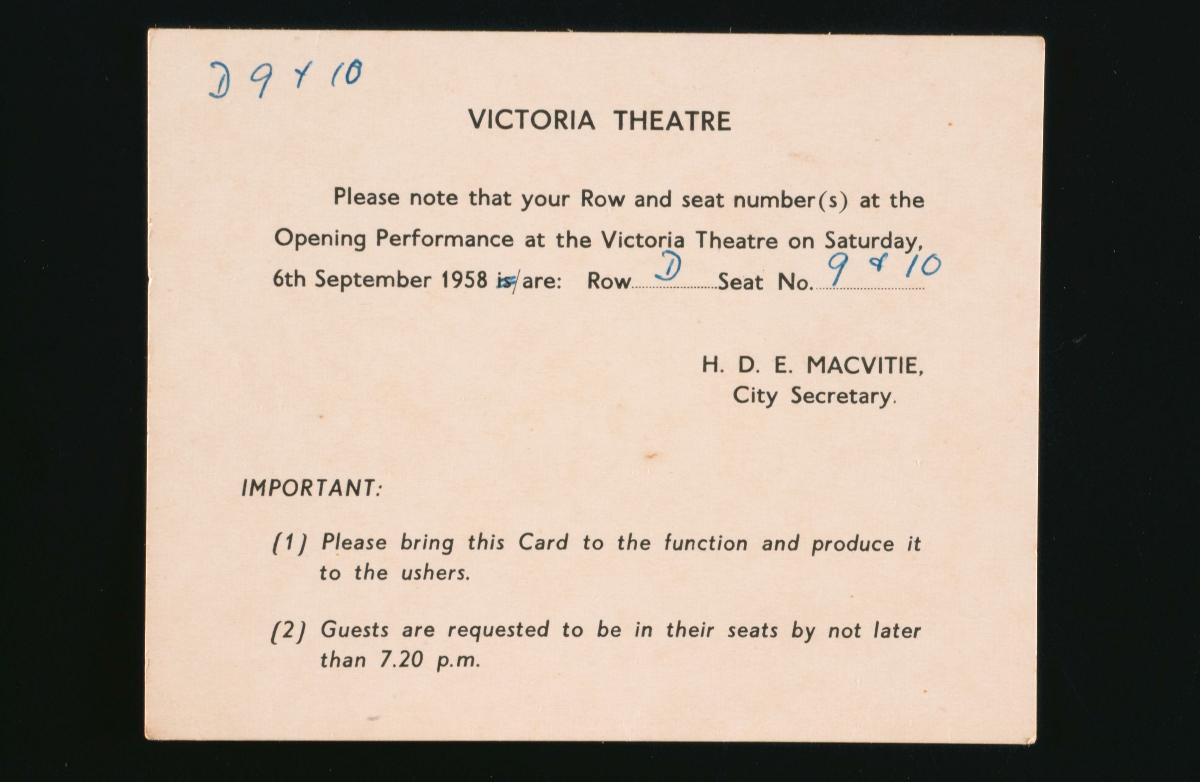 D 9 & 10
VICTORIA THEATRE
Please note that your Row and seat number(s) at the
Opening Performance at the Victoria Theatre on Saturday,
6th September 1958 is/are: Row D Seat No. 9 & 10
H. D. E. MACVITIE,
City Secretary.
IMPORTANT:
(1) Please bring this Card to the function and produce it
to the ushers.
(2) Guests are requested to be in their seats by not later
than 7.20 p.m.